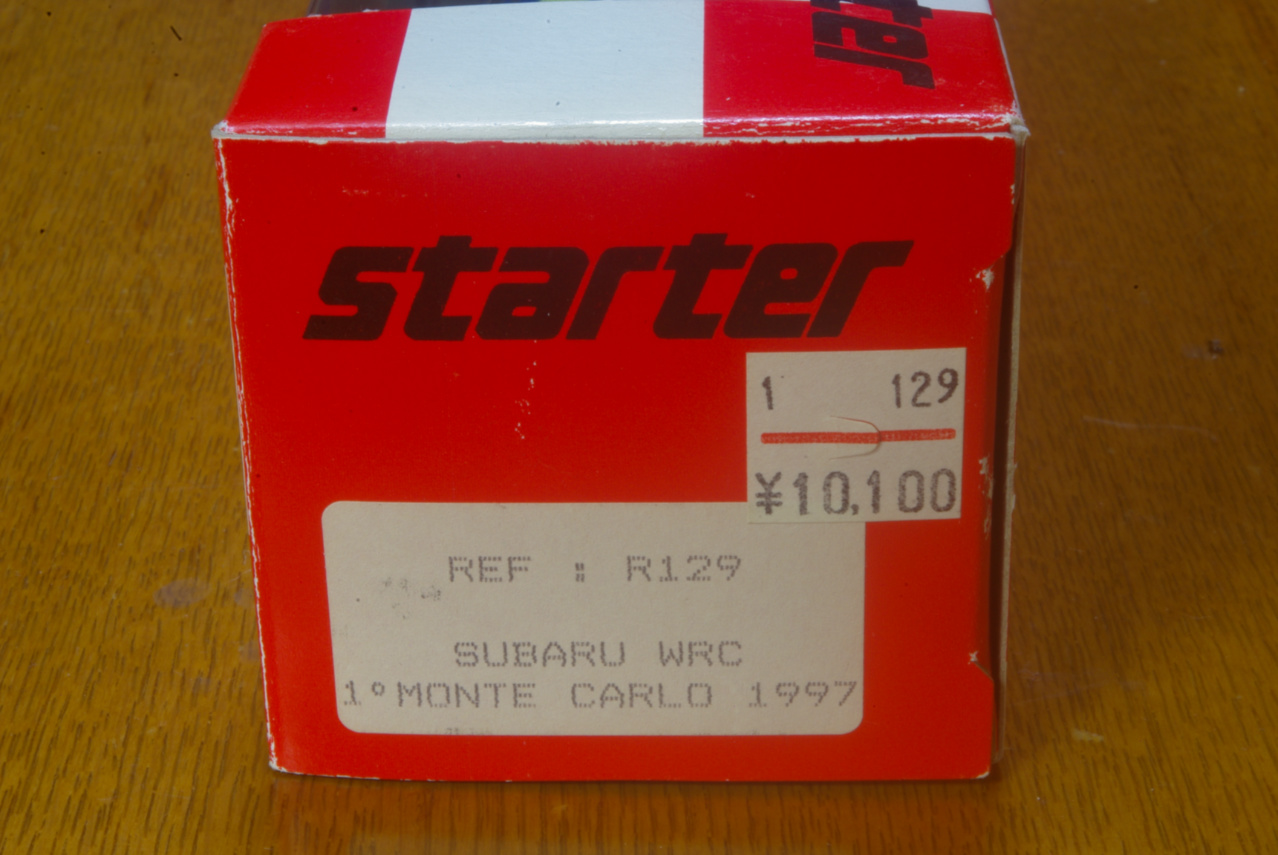 ter
starter
1 129
¥10,100
REF : R129
SUBARU WRC
1°MONTE CARLO 1997